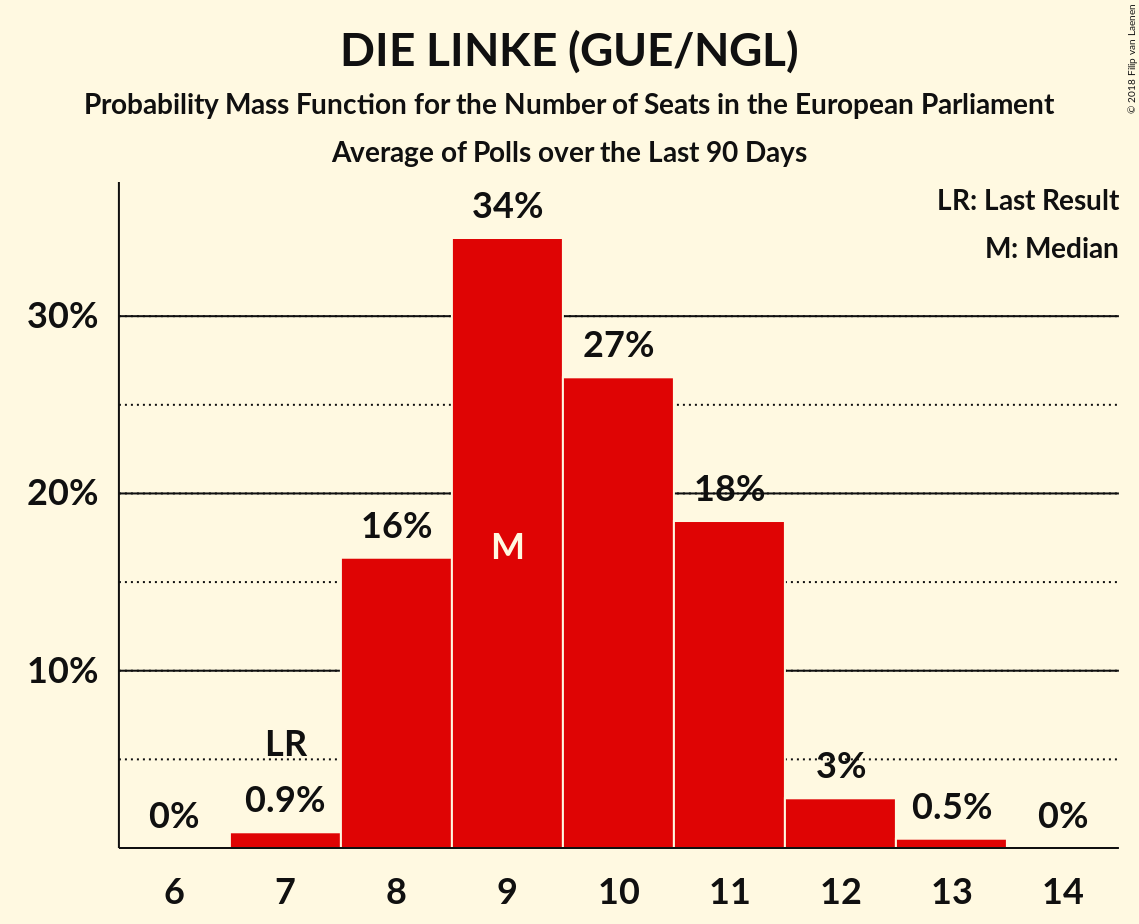 DIE LINKE (GUE/NGL)
Probability Mass Function for the Number of Seats in the European Parliament
Average of Polls over the Last 90 Days
© 2018 Filip van Laenen
LR: Last Result
M: Median
34%
30%
27%
20%
18%
16%
M
10%
LR
3%
0%
0.9%
0.5%
0%
6 7 8 9 10 11 12 13 14